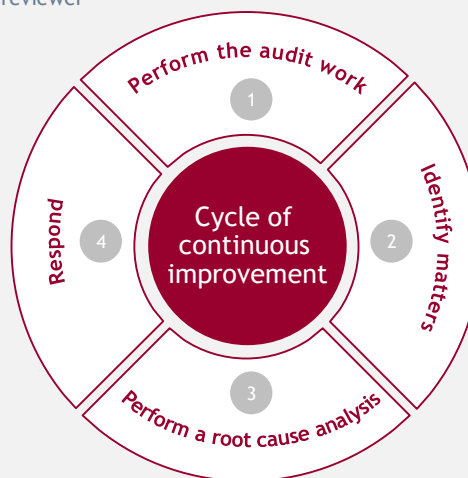 reviewer
Perform the audit work
1
Identify matters
2
Cycle of
continuous
improvement
Respond
4
3
Perform a root cause analysis